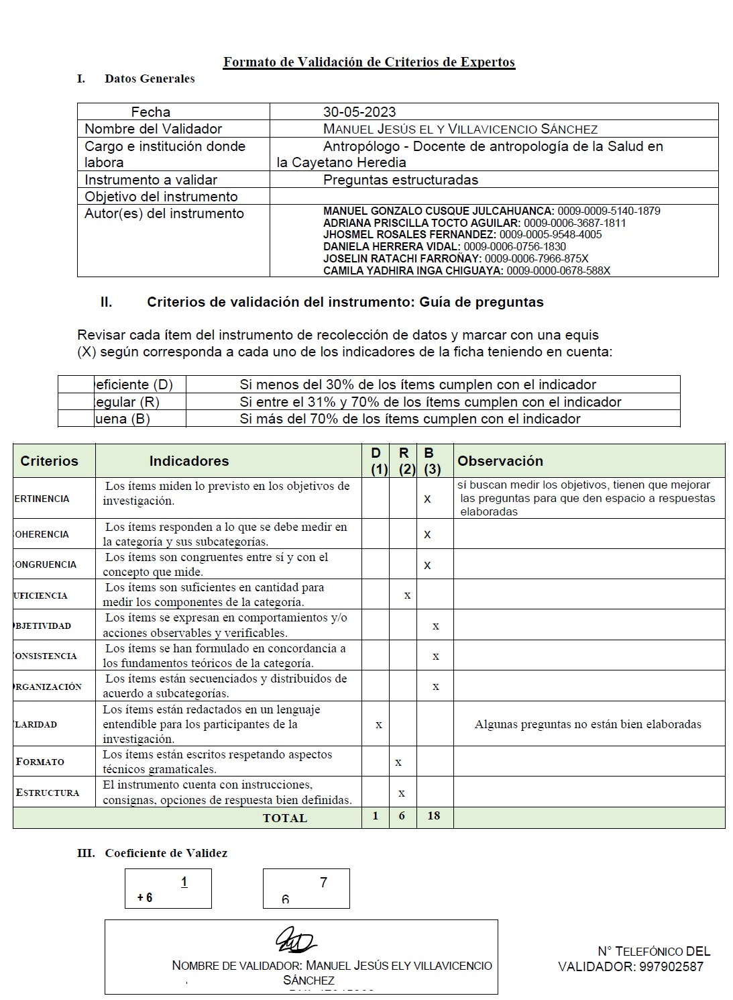 Formato de Validación de Criterios de Expertos
I. Datos Generales
Fecha 30-05-2023
Nombre del Validador MANUEL JESÚS EL Y VILLAVICENCIO SÁNCHEZ
Cargo e institución donde labora Antropólogo - Docente de antropología de la Salud en
la Cayetano Heredia
Instrumento a validar Preguntas estructuradas
Objetivo del instrumento
Autor(es) del instrumento MANUEL GONZALO CUSQUE JULCAHUANCA: 0009-0009-5140-1879
ADRIANA PRISCILLA TOCTO AGUILAR: 0009-0006-3687-1811
JHOSMEL ROSALES FERNANDEZ: 0009-0005-9548-4005
DANIELA HERRERA VIDAL: 0009-0006-0756-1830
JOSELIN RATACHI FARROÑAY: 0009-0006-7966-875X
CAMILA YADHIRA INGA CHIGUAYA: 0009-0000-0678-588X
II. Criterios de validación del instrumento: Guía de preguntas
Revisar cada ítem del instrumento de recolección de datos y marcar con una equis
(X) según corresponda a cada uno de los indicadores de la ficha teniendo en cuenta:
eficiente (D) Si menos del 30% de los ítems cumplen con el indicador
egular (R) Si entre el 31% y 70% de los ítems cumplen con el indicador
uena (B) Si más del 70% de los ítems cumplen con el indicador
Criterios Indicadores D (1) R (2) B (3) Observación
ERTINENCIA Los ítems miden lo previsto en los objetivos de
investigación. x sí buscan medir los objetivos, tienen que mejorar
las preguntas para que den espacio a respuestas
elaboradas
OHERENCIA Los ítems responden a lo que se debe medir en
la categoría y sus subcategorías. x
ONGRUENCIA Los ítems son congruentes entre sí y con el
concepto que mide. x
UFICIENCIA Los ítems son suficientes en cantidad para
medir los componentes de la categoría. x
BJETIVIDAD Los ítems se expresan en comportamientos y/o
acciones observables y verificables. x
ONSISTENCIA Los ítems se han formulado en concordancia a
los fundamentos teóricos de la categoría. x
RGANIZACIÓN Los ítems están secuenciados y distribuidos de
acuerdo a subcategorías. x
LARIDAD Los ítems están redactados en un lenguaje
entendible para los participantes de la
investigación. x Algunas preguntas no están bien elaboradas
FORMATO Los ítems están escritos respetando aspectos
técnicos gramaticales. x
ESTRUCTURA El instrumento cuenta con instrucciones,
consignas, opciones de respuesta bien definidas. x
TOTAL 1 6 18
III. Coeficiente de Validez
1
+ 6
7
6
NOMBRE DE VALIDADOR: MANUEL JESÚS ELY VILLAVICENCIO
SÁNCHEZ
N° TELEFÓNICO DEL
VALIDADOR: 997902587